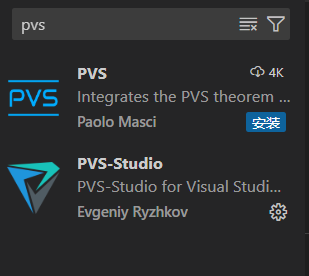 pvs
PVS
PVS 4K
Integrates the PVS theorem ...
Paolo Masci 安装
PVS-Studio
PVS-Studio for Visual Studi...
Evgeniy Ryzhkov